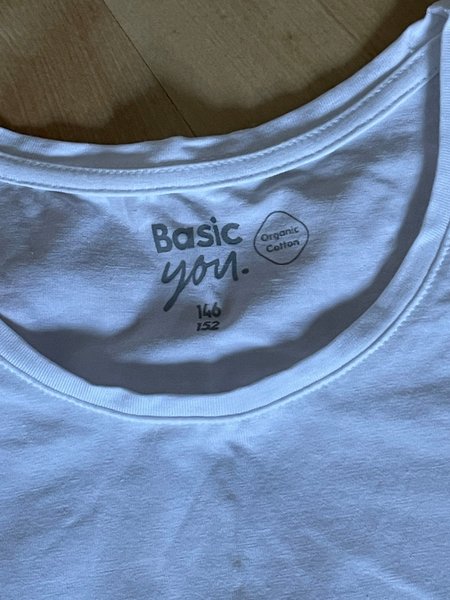 Basic
you.
Organic
Cotton
146
152